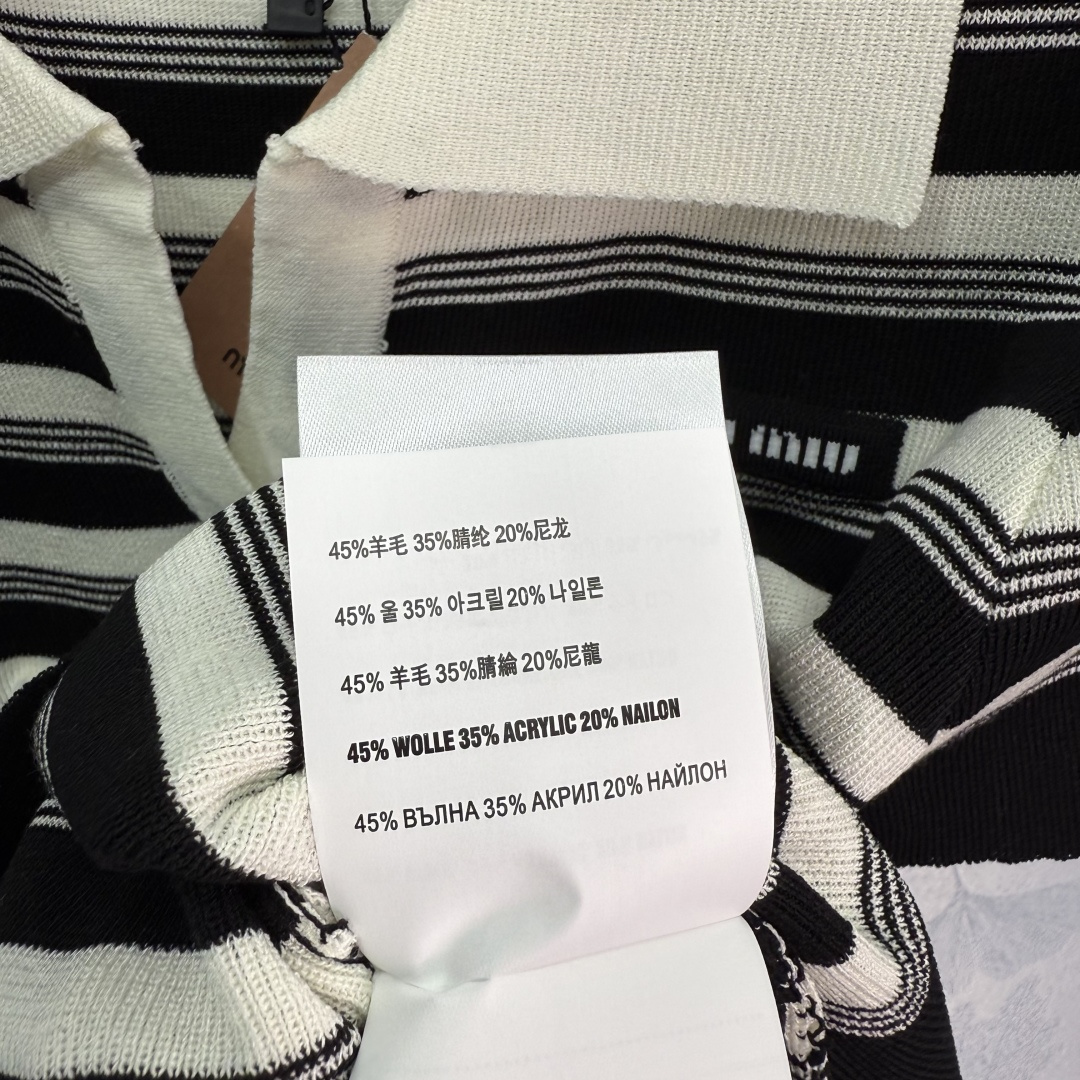 45%羊毛 35%腈纶 20%尼龙
45% 올 35% 아크릴 20% 나일론
45% 羊毛 35%腈綸 20%尼龍
45% WOLLE 35% ACRYLIC 20% NAILON
45% ВЪЛНА 35% АКРИЛ 20% НАЙЛОН
miu